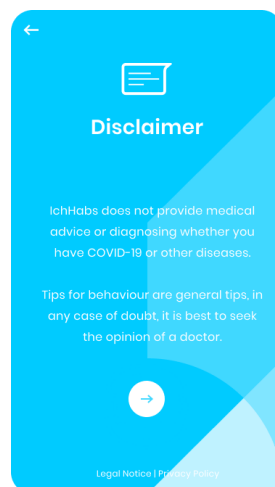 Disclaimer
IchHabs does not provide medical
advice or diagnosing whether you
have COVID-19 or other diseases.
Tips for behaviour are general tips, in
any case of doubt, it is best to seek
the opinion of a doctor.
Legal Notice | Privacy Policy